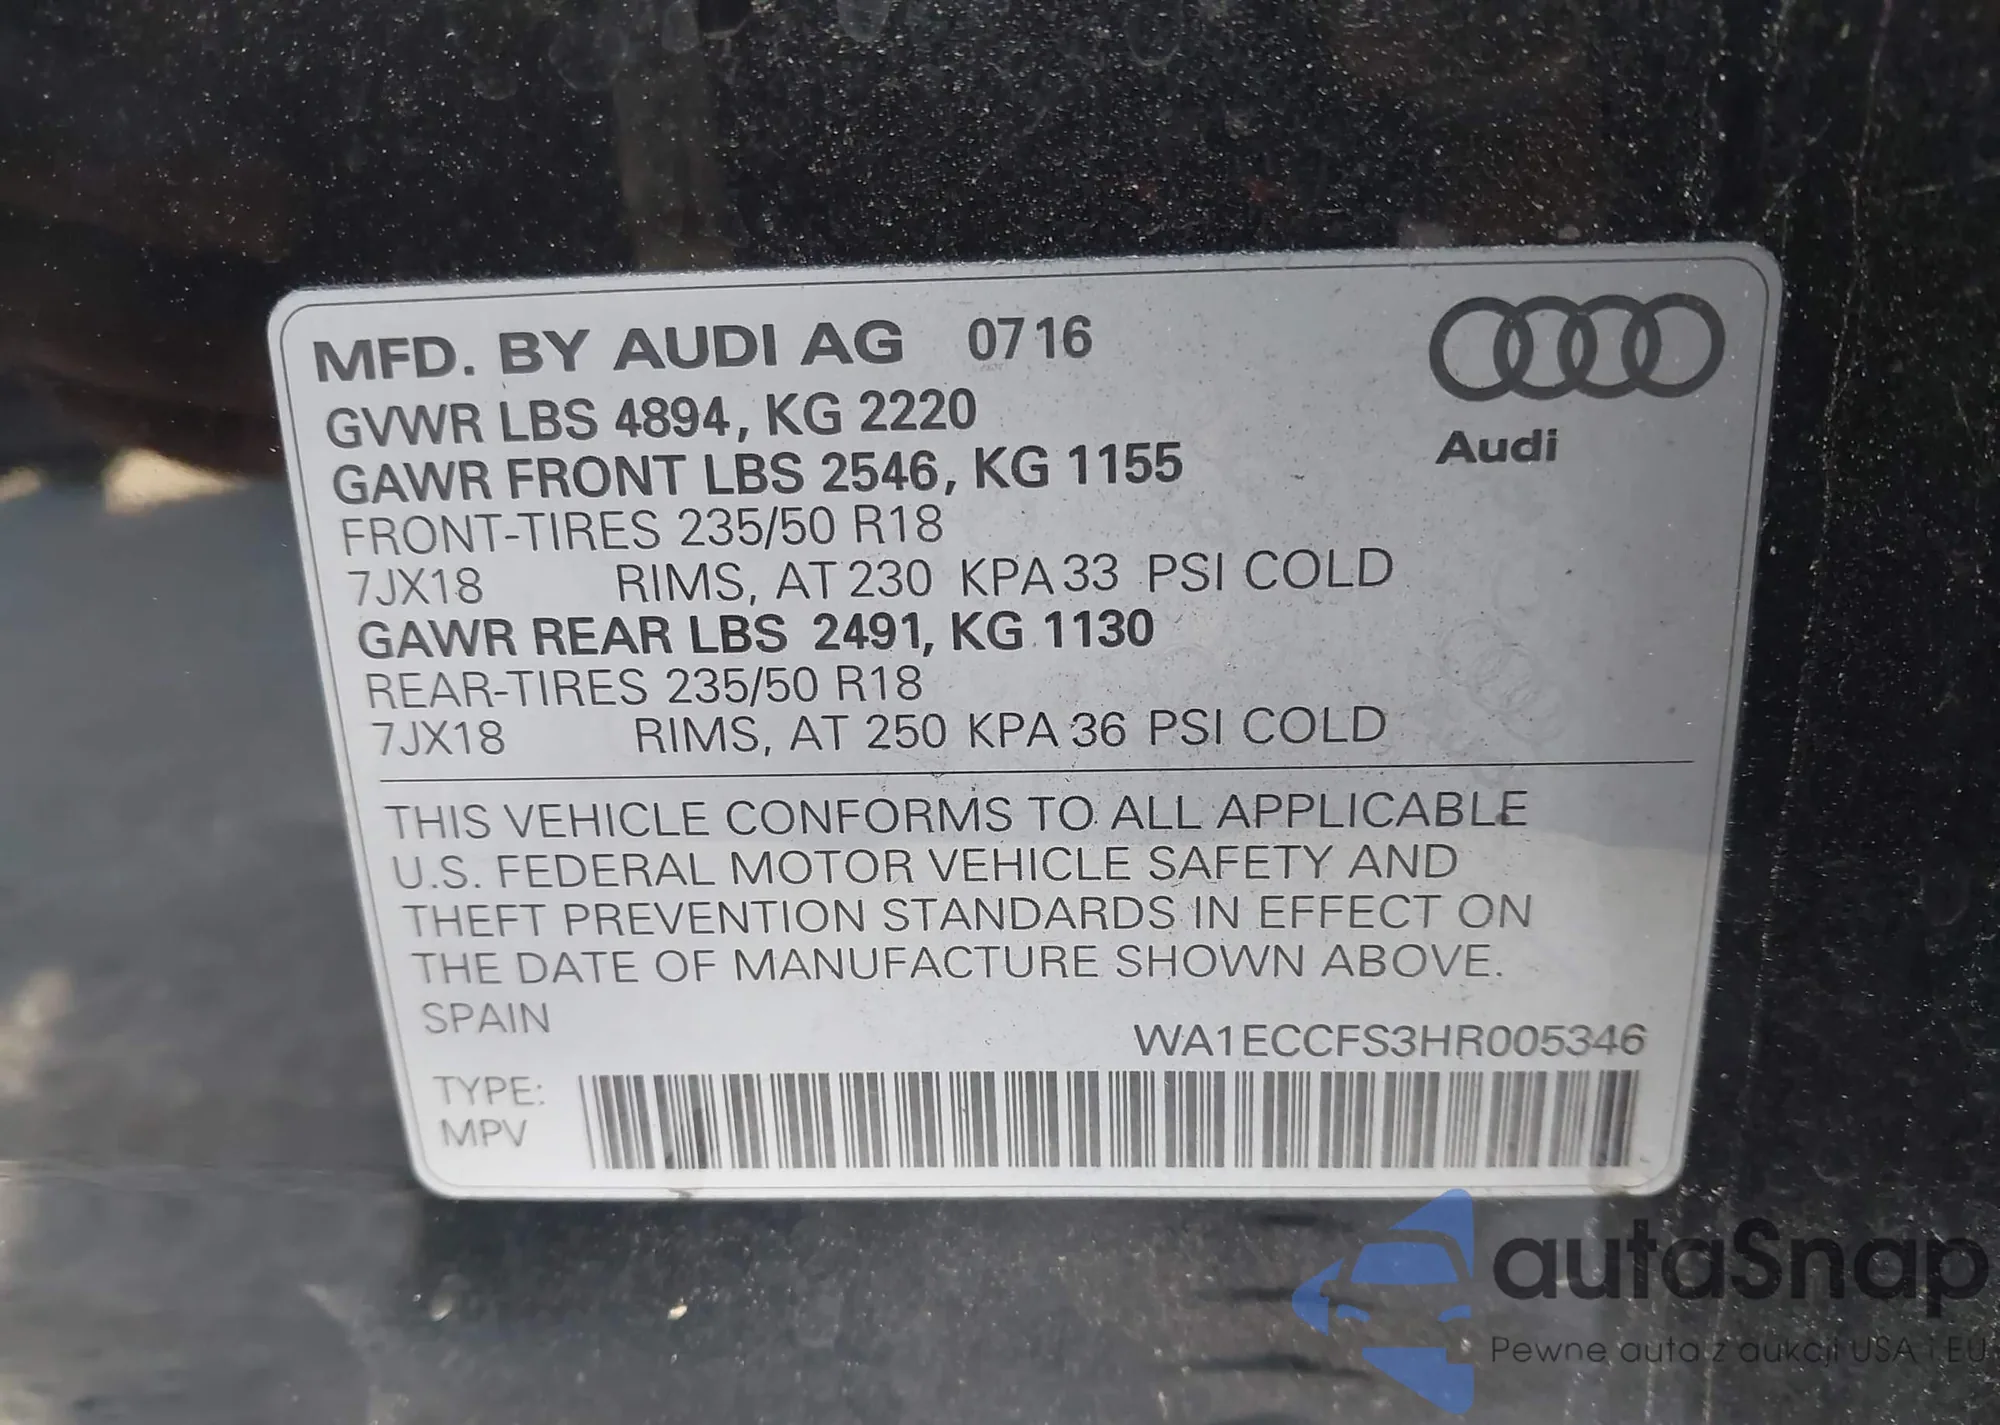 MFD. BY AUDI AG 0716
GVWR LBS 4894, KG 2220
GAWR FRONT LBS 2546, KG 1155
Audi
FRONT-TIRES 235/50 R18
7JX18 RIMS, AT 230 KPA 33 PSI COLD
GAWR REAR LBS 2491, KG 1130
REAR-TIRES 235/50 R18
7JX18 RIMS, AT 250 KPA 36 PSI COLD
THIS VEHICLE CONFORMS TO ALL APPLICABLE
U.S. FEDERAL MOTOR VEHICLE SAFETY AND
THEFT PREVENTION STANDARDS IN EFFECT ON
THE DATE OF MANUFACTURE SHOWN ABOVE.
SPAIN
WA1ECCFS3HR005346
TYPE:
MPV
autaSnap
Pewne auta z aukcji USA i EU